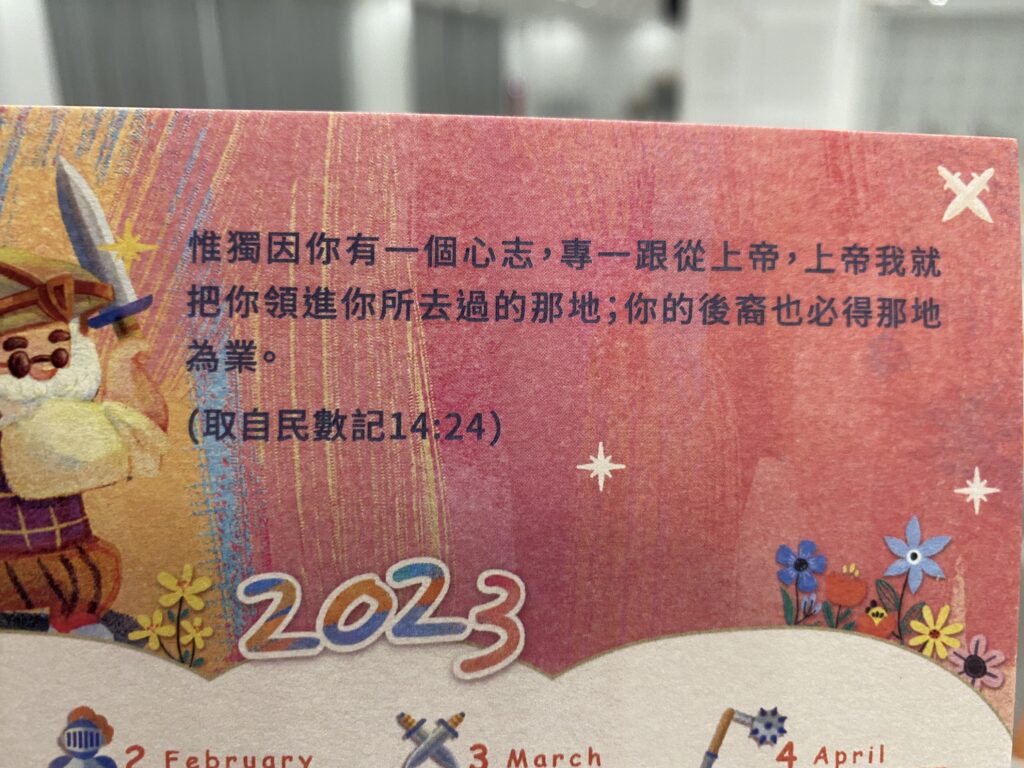 惟獨因你有一個心志，專一跟從上帝，上帝我就
把你領進你所去過的那地；你的後裔也必得那地
為業。
(取自民數記14:24)
2023
2 February
3 March
4 April